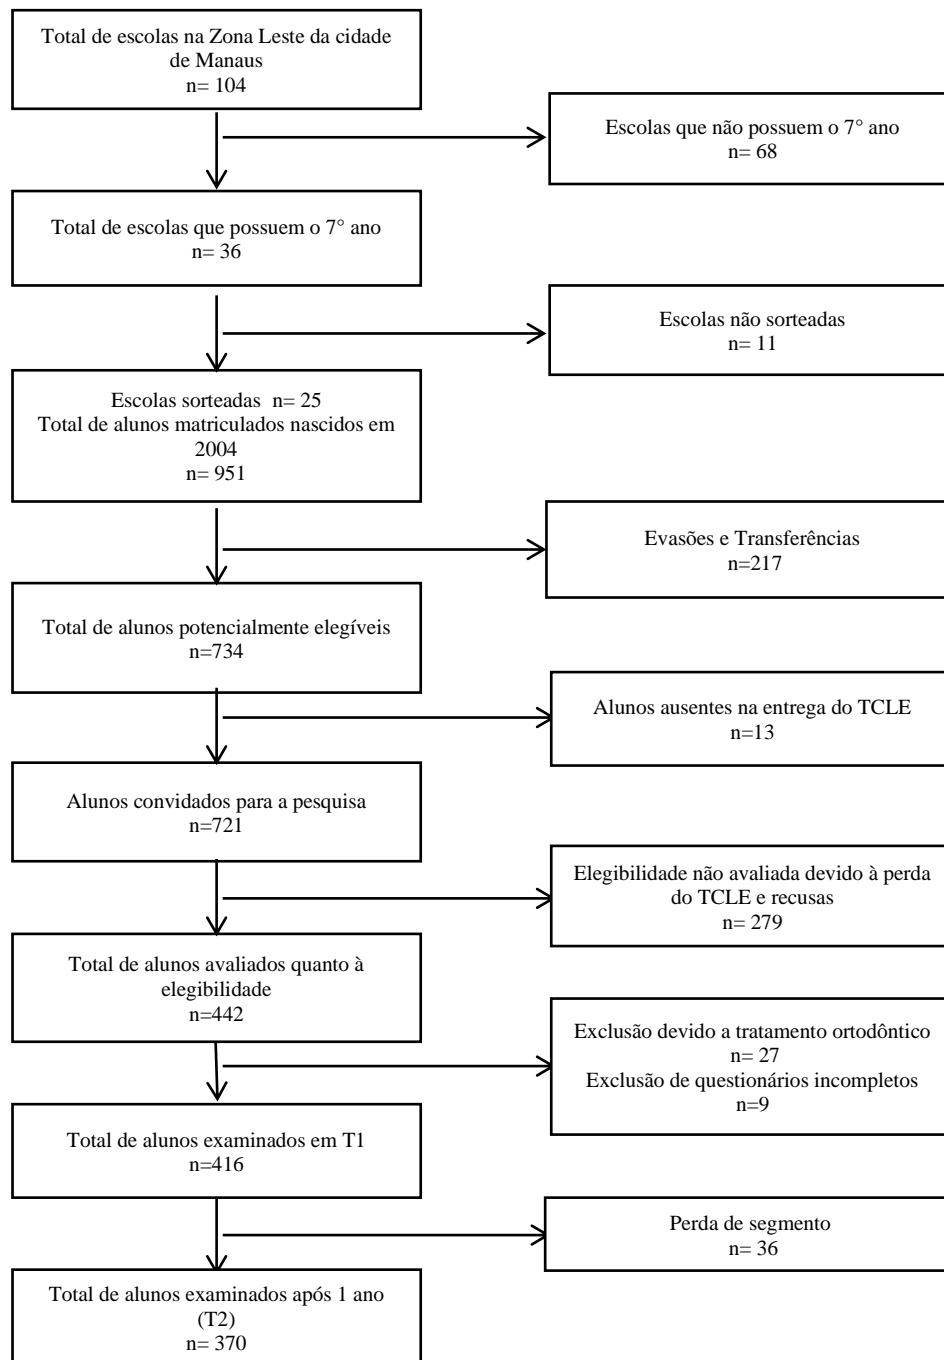 Total de escolas na Zona Leste da cidade
de Manaus
n= 104
Escolas que não possuem o 7° ano
n= 68
Total de escolas que possuem o 7° ano
n= 36
Escolas não sorteadas
n= 11
Escolas sorteadas  n= 25
Total de alunos matriculados nascidos em
2004
n= 951
Evasões e Transferências
n=217
Total de alunos potencialmente elegíveis
n=734
Alunos ausentes na entrega do TCLE
n=13
Alunos convidados para a pesquisa
n=721
Elegibilidade não avaliada devido à perda
do TCLE e recusas
n= 279
Total de alunos avaliados quanto à
elegibilidade
n=442
Exclusão devido a tratamento ortodôntico
n= 27
Exclusão de questionários incompletos
n=9
Total de alunos examinados em T1
n=416
Perda de segmento
n= 36
Total de alunos examinados após 1 ano
(T2)
n= 370